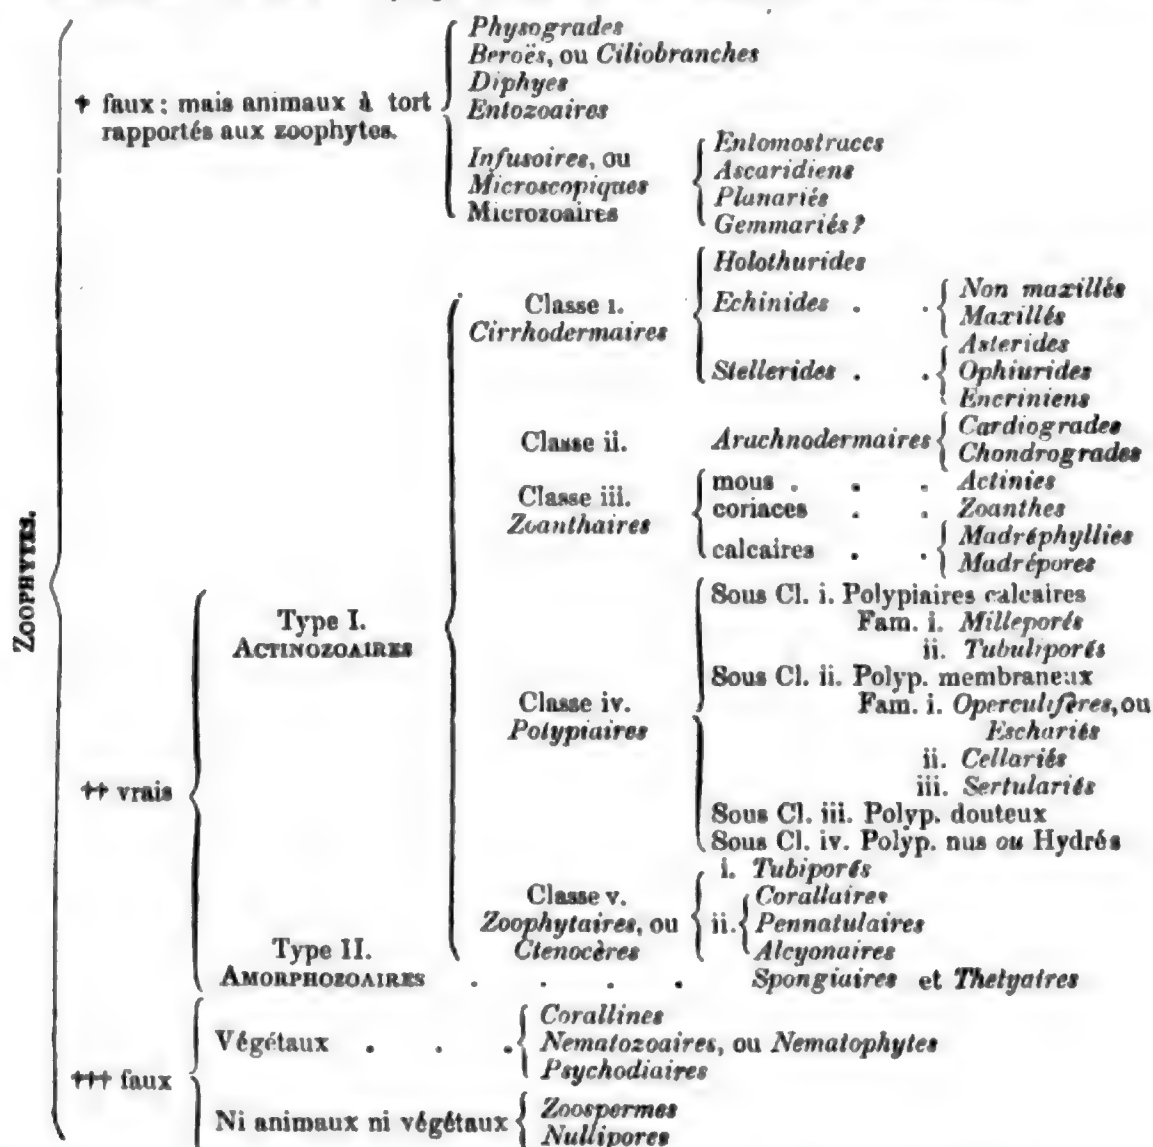 ZOOPHYTES.
† faux : mais animaux à tort
rapportés aux zoophytes.
Physogrades
Beroës, ou Ciliobranches
Diphyes
Entozoaires
Infusoires, ou
Microscopiques
Microzoaires
Entomostraces
Ascaridiens
Planariés
Gemmariés?
†† vrais
Type I.
ACTINOZOAIRES
Classe I.
Cirrhodermaires
Holothurides
Echinides . .
Non maxillés
Maxillés
Stellerides . .
Asterides
Ophiurides
Encriniens
Classe ii.
Arachnodermaires
Cardiogrades
Chondrogrades
Classe iii.
Zoanthaires
mous . . . Actinies
coriaces . . Zoanthes
calcaires . .
Madréphyllies
Madrépores
Classe iv.
Polypiaires
Sous Cl. i. Polypiaires calcaires
Fam. i. Milleporés
ii. Tubuliporés
Sous Cl. ii. Polyp. membraneux
Fam. i. Operculifères, ou
Eschariés
ii. Cellariés
iii. Sertulariés
Sous Cl. iii. Polyp. douteux
Sous Cl. iv. Polyp. nus ou Hydrés
Classe v.
Zoophytaires, ou
Ctenocères
i. Tubiporés
ii.
Corallaires
Pennatulaires
Alcyonaires
Type II.
AMORPHOZOAIRES . . . . Spongiaires et Thetyaires
††† faux
Végétaux . . .
Corallines
Nematozoaires, ou Nematophytes
Psychodiaires
Ni animaux ni végétaux
Zoospermes
Nullipores